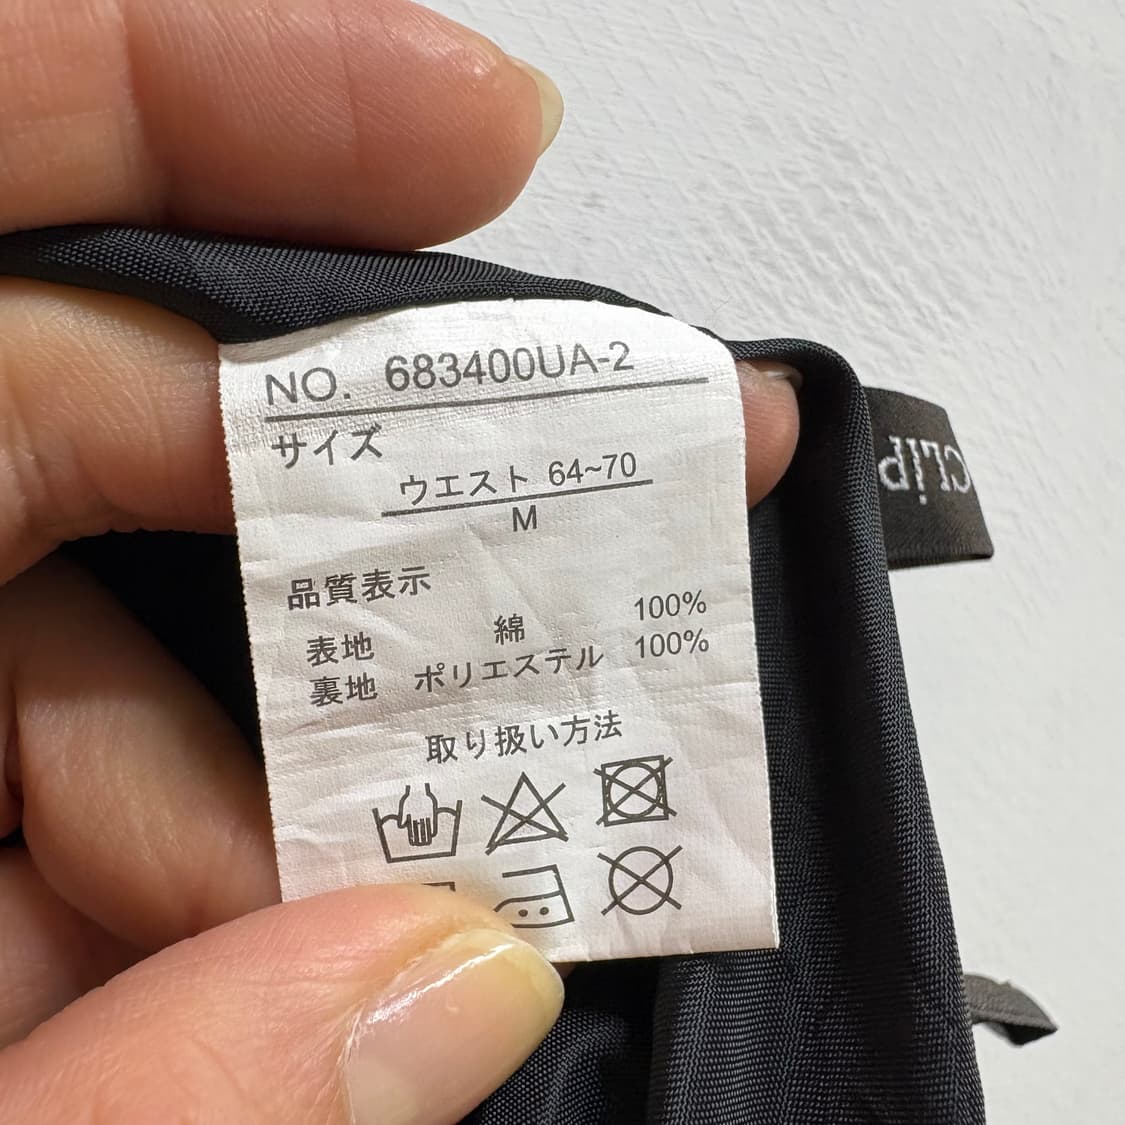 NO. 683400UA-2
サイズ
ウエスト 64~70
M
品質表示
表地 綿 100%
裏地 ポリエステル 100%
取り扱い方法
CLiP